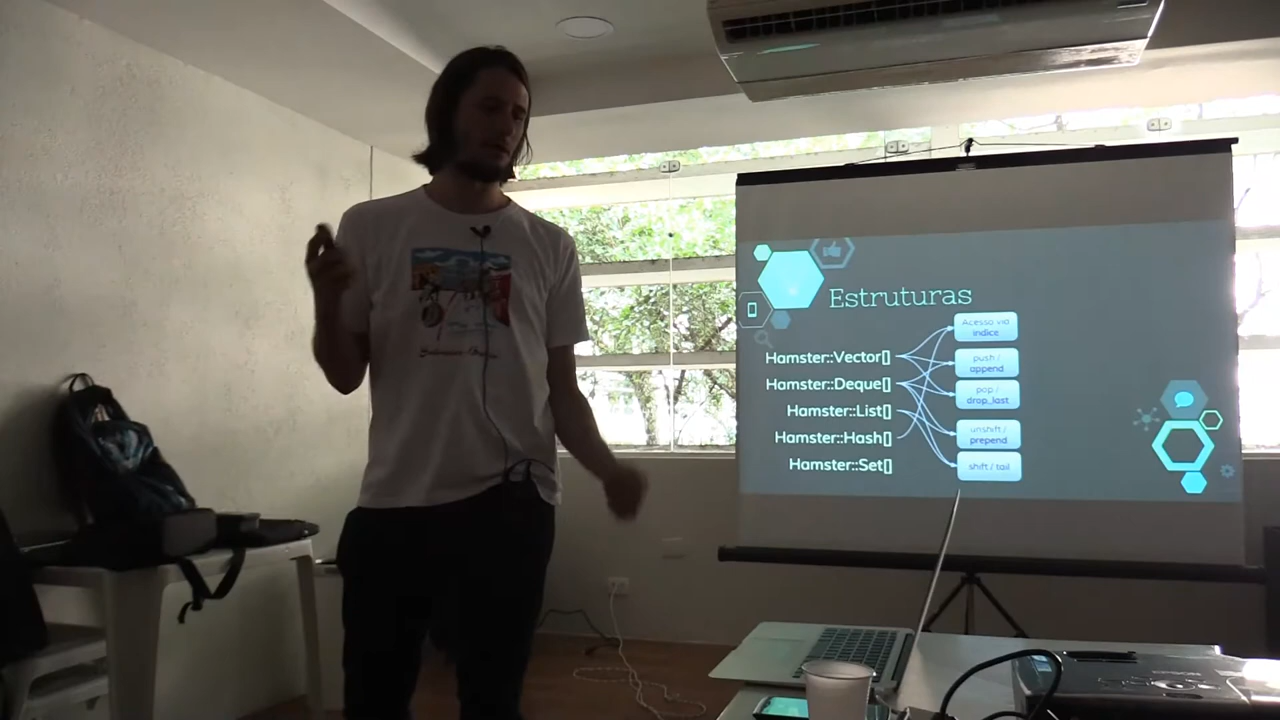 Estruturas
Hamster::Vector[]
Hamster::Deque[]
Hamster::List[]
Hamster::Hash[]
Hamster::Set[]
Acesso via
indice
push /
append
pop /
drop_last
unshift /
prepend
shift / tail